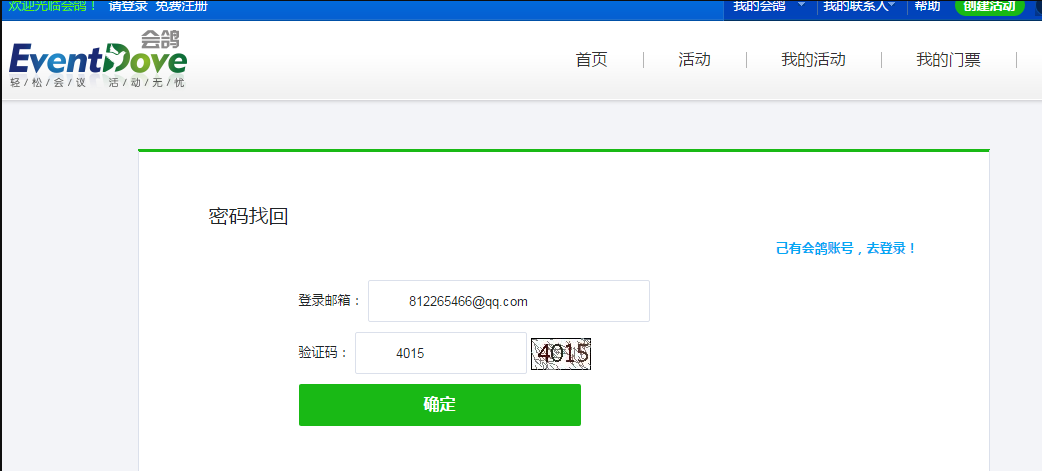 欢迎光临会鸽！ 请登录 免费注册 我的会鸽 我的联系人 帮助 创建活动
会鸽
EventDove
轻/松/会/议 活/动/无/忧
首页 活动 我的活动 我的门票
密码找回
己有会鸽账号，去登录！
登录邮箱： 812265466@qq.com
验证码： 4015 4015
确定